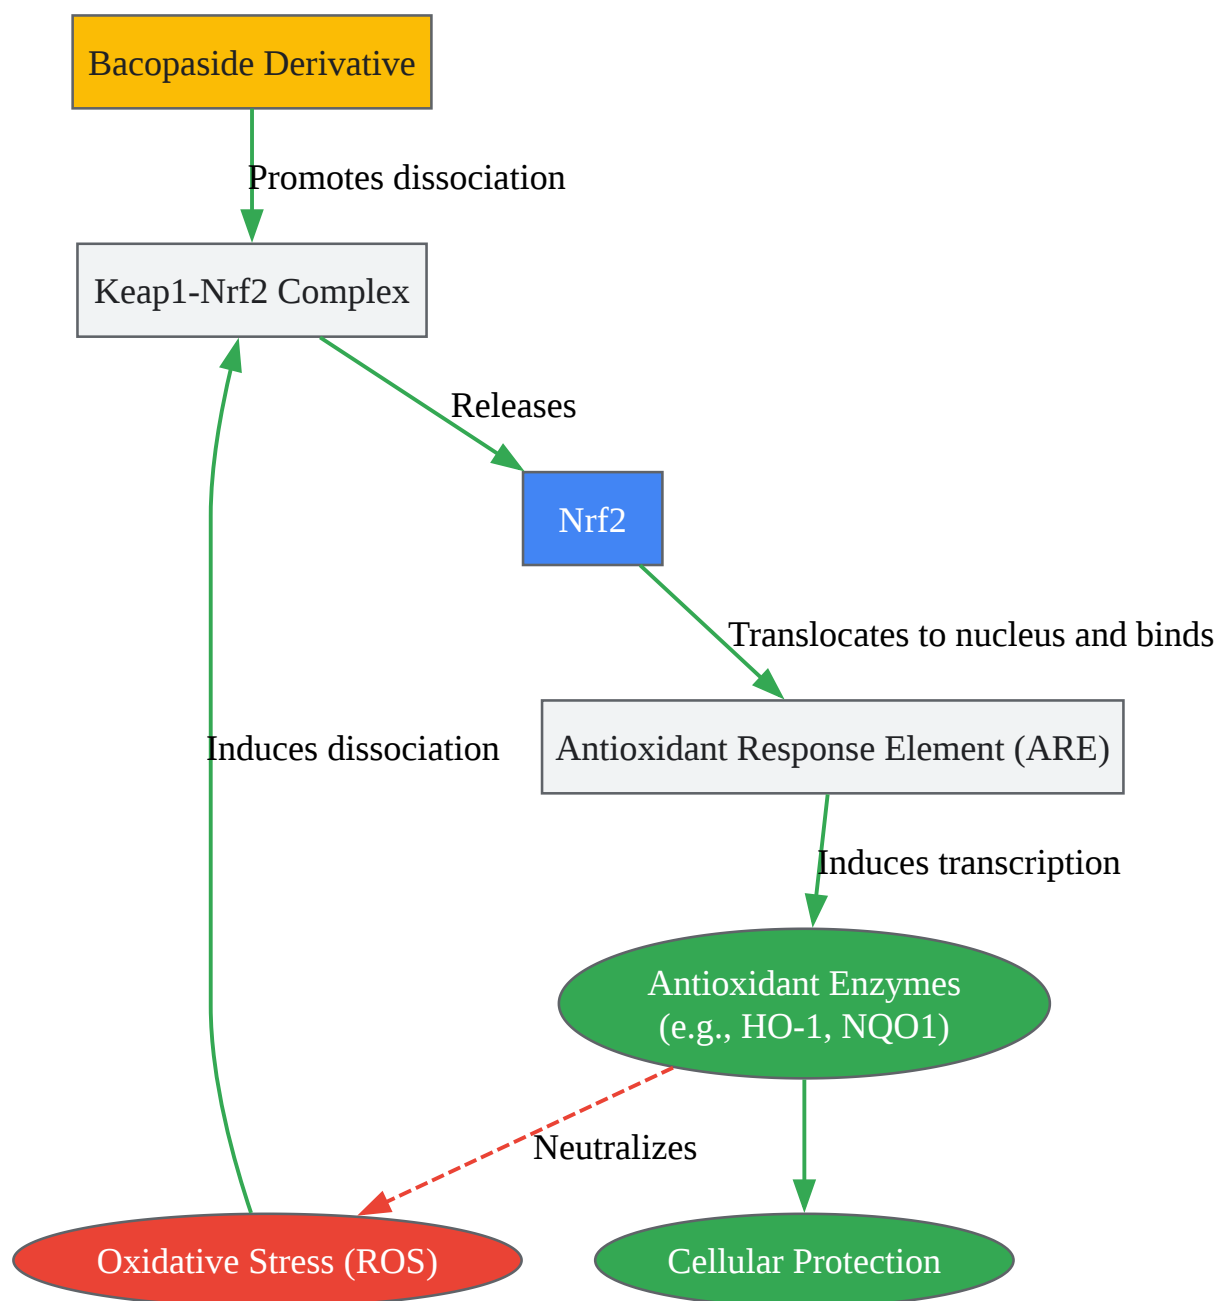 Bacopaside Derivative
Promotes dissociation
Keap1-Nrf2 Complex
Releases
Nrf2
Translocates to nucleus and binds
Induces dissociation
Antioxidant Response Element (ARE)
Induces transcription
Antioxidant Enzymes
(e.g., HO-1, NQO1)
Neutralizes
Oxidative Stress (ROS)
Cellular Protection